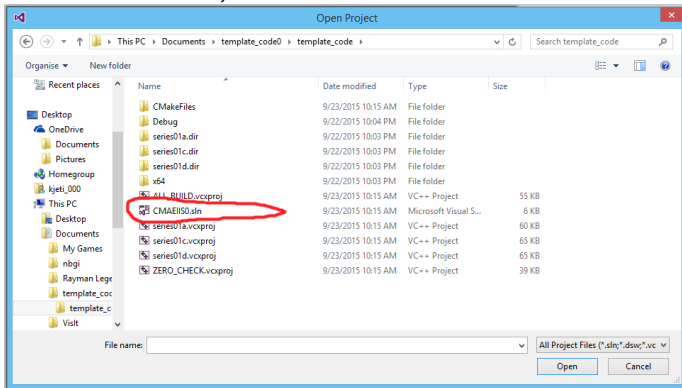 Open Project
This PC Documents template_code0 template_code
Search template_code
Organise New folder
Recent places
Desktop
OneDrive
Documents
Pictures
Homegroup
kjeti_000
This PC
Desktop
Documents
My Games
nbgi
Rayman Lege
template_coc
template_c
VisIt
Name Date modified Type Size
CMakeFiles 9/23/2015 10:15 AM File folder
Debug 9/22/2015 10:04 PM File folder
series01a.dir 9/22/2015 10:03 PM File folder
series01c.dir 9/22/2015 10:03 PM File folder
series01d.dir 9/22/2015 10:03 PM File folder
x64 9/22/2015 10:03 PM File folder
ALL_BUILD.vcxproj 9/23/2015 10:15 AM VC++ Project 55 KB
CMAEIIS0.sln 9/23/2015 10:15 AM Microsoft Visual S... 6 KB
series01a.vcxproj 9/23/2015 10:15 AM VC++ Project 60 KB
series01c.vcxproj 9/23/2015 10:15 AM VC++ Project 65 KB
series01d.vcxproj 9/23/2015 10:15 AM VC++ Project 65 KB
ZERO_CHECK.vcxproj 9/23/2015 10:15 AM VC++ Project 39 KB
File name:
All Project Files (*.sln;*.dsw;*.vc
Open Cancel